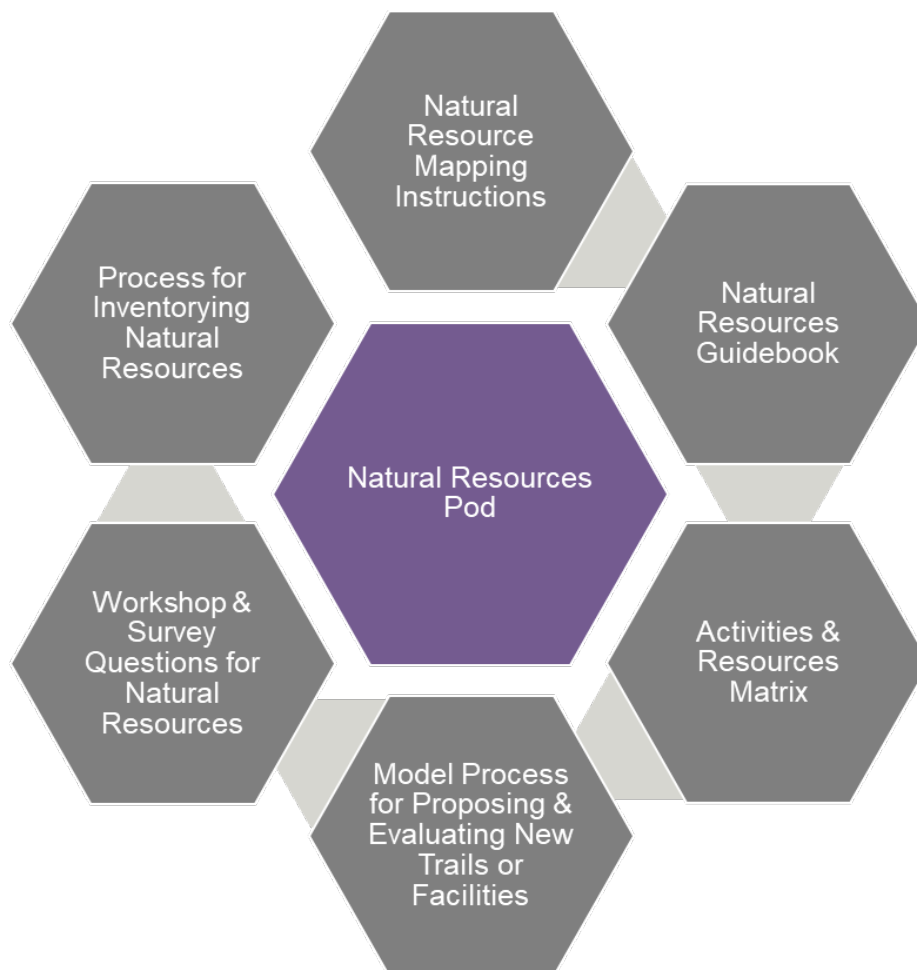 Natural
Resource
Mapping
Instructions
Process for
Inventorying
Natural
Resources
Natural
Resources
Guidebook
Natural Resources
Pod
Workshop &
Survey
Questions for
Natural
Resources
Activities &
Resources
Matrix
Model Process
for Proposing &
Evaluating New
Trails or
Facilities